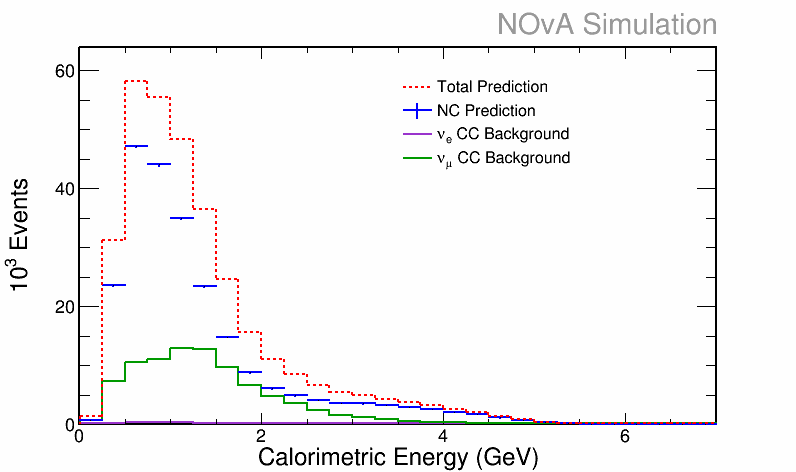 NOvA Simulation
60
40
20
0
10³ Events
Total Prediction
NC Prediction
νe CC Background
νμ CC Background
0 2 4 6
Calorimetric Energy (GeV)